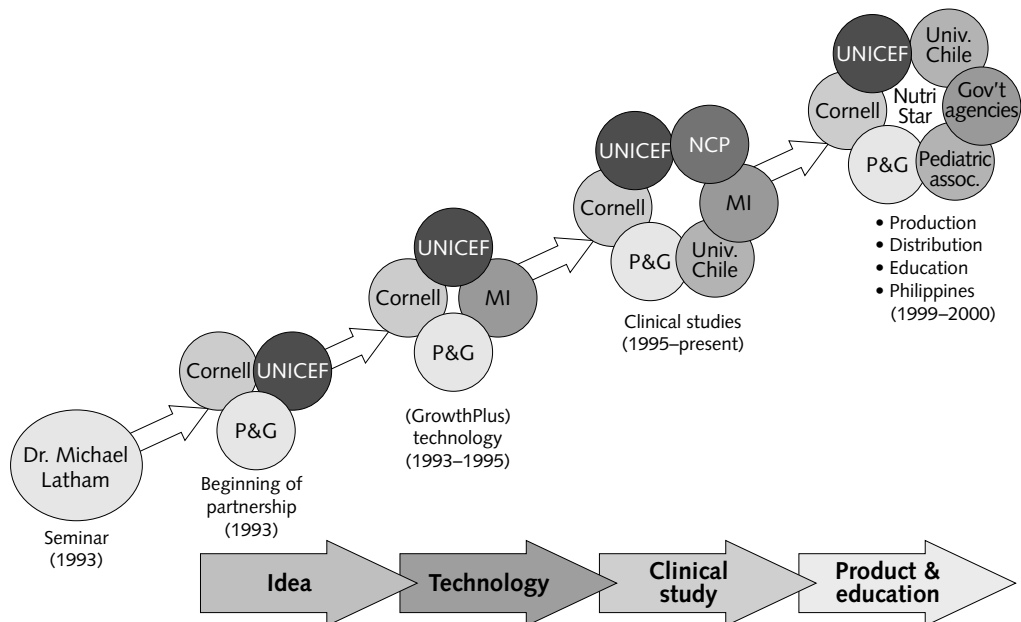 Dr. Michael
Latham
Seminar
(1993)
Cornell
UNICEF
P&G
Beginning of
partnership
(1993)
UNICEF
Cornell
MI
P&G
(GrowthPlus)
technology
(1993–1995)
UNICEF
NCP
Cornell
MI
P&G
Univ.
Chile
Clinical studies
(1995–present)
UNICEF
Univ.
Chile
Cornell
Nutri
Star
Gov't
agencies
P&G
Pediatric
assoc.
• Production
• Distribution
• Education
• Philippines
(1999–2000)
Idea
Technology
Clinical
study
Product &
education